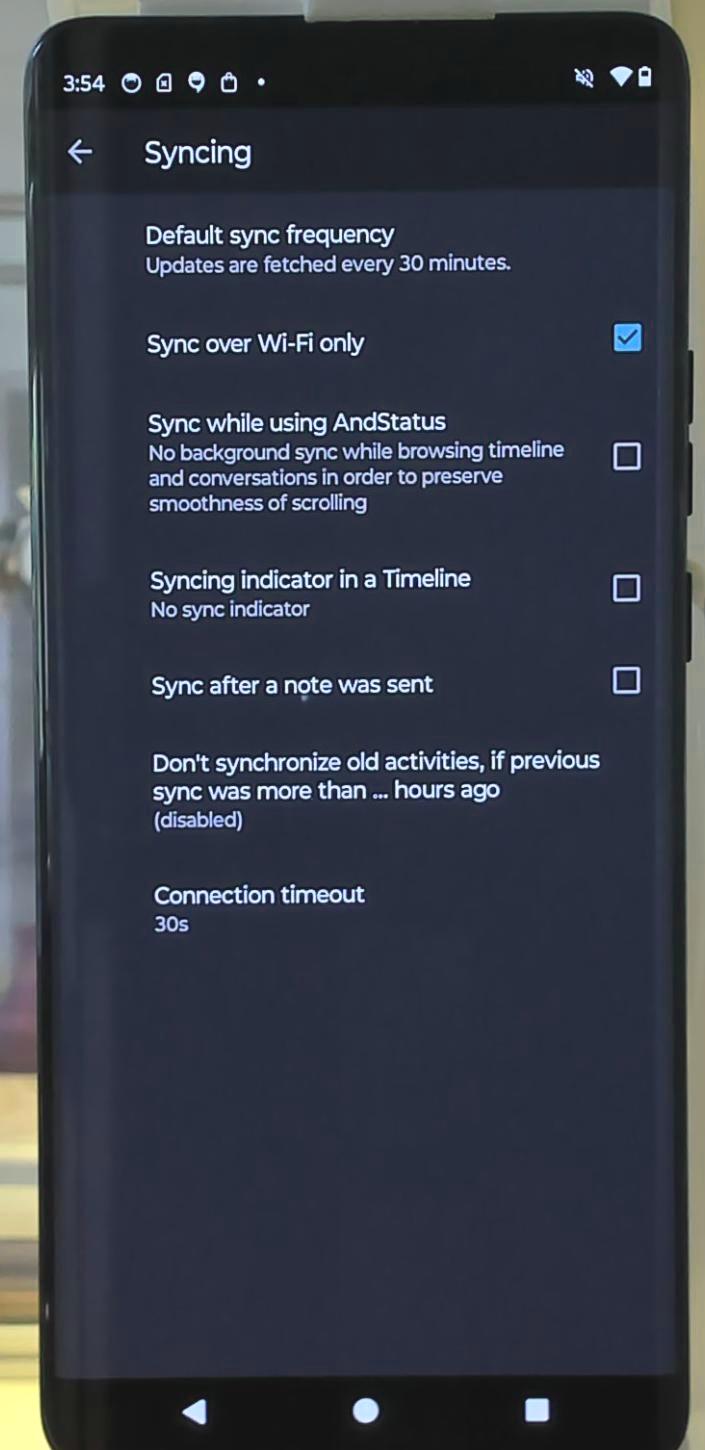 3:54
Syncing
Default sync frequency
Updates are fetched every 30 minutes.
Sync over Wi-Fi only
Sync while using AndStatus
No background sync while browsing timeline
and conversations in order to preserve
smoothness of scrolling
Syncing indicator in a Timeline
No sync indicator
Sync after a note was sent
Don't synchronize old activities, if previous
sync was more than ... hours ago
(disabled)
Connection timeout
30s